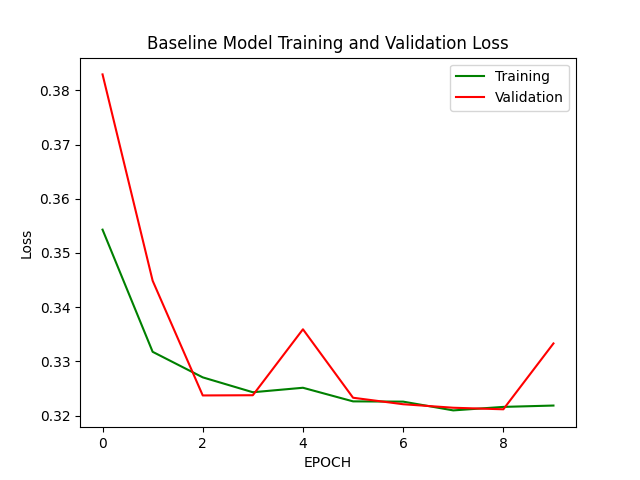 Baseline Model Training and Validation Loss
Training
Validation
0.38
0.37
0.36
0.35
0.34
0.33
0.32
Loss
0
2
4
6
8
EPOCH